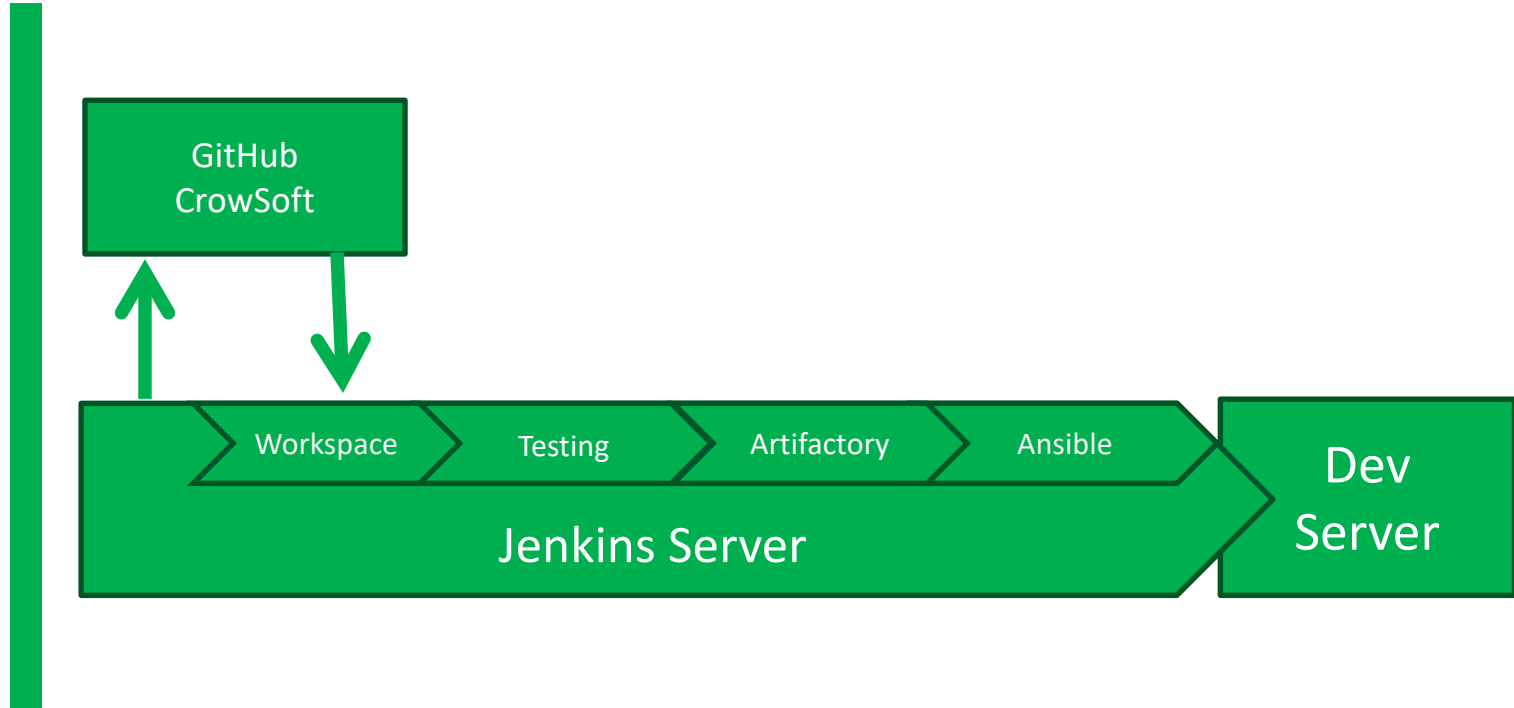 GitHub
CrowSoft
Workspace
Testing
Artifactory
Ansible
Jenkins Server
Dev
Server